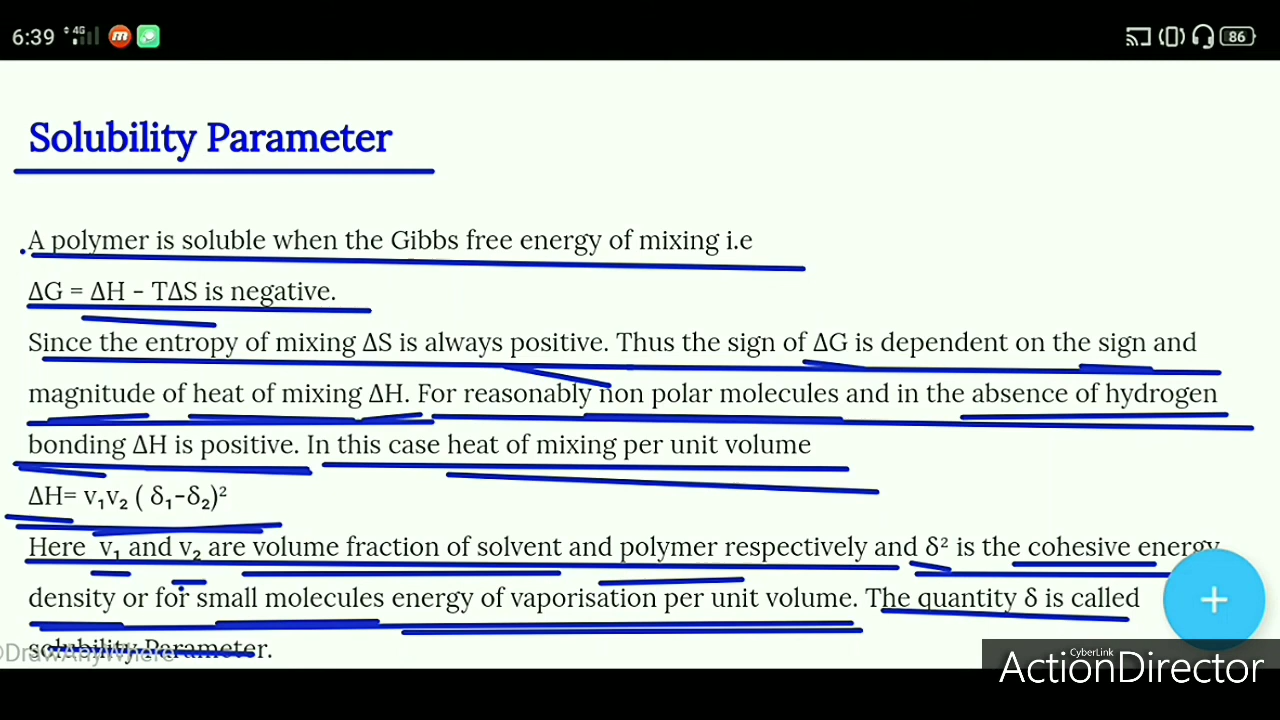 6:39 4G m 86
Solubility Parameter
A polymer is soluble when the Gibbs free energy of mixing i.e
ΔG = ΔH - TΔS is negative.
Since the entropy of mixing ΔS is always positive. Thus the sign of ΔG is dependent on the sign and
magnitude of heat of mixing ΔH. For reasonably non polar molecules and in the absence of hydrogen
bonding ΔH is positive. In this case heat of mixing per unit volume
ΔH= v₁v₂ ( δ₁-δ₂)²
Here v₁ and v₂ are volume fraction of solvent and polymer respectively and δ² is the cohesive energy
density or for small molecules energy of vaporisation per unit volume. The quantity δ is called
solubility Parameter.
©DrawAnywhere
+
CyberLink
ActionDirector